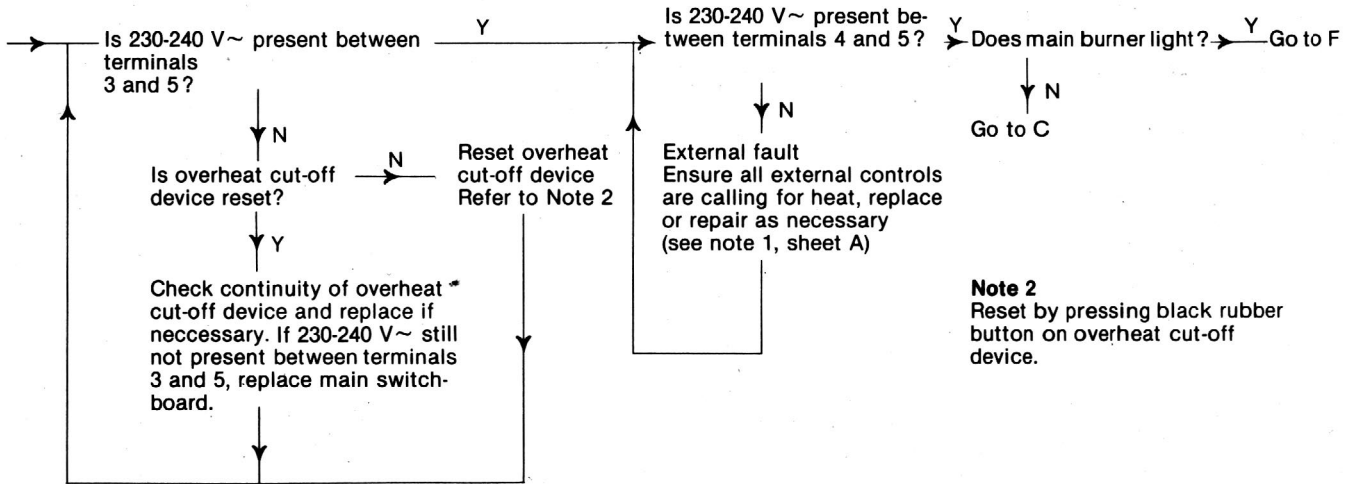 Is 230-240 V~ present between
terminals
3 and 5?
Y
N
Is overheat cut-off
device reset?
N
Reset overheat
cut-off device
Refer to Note 2
Y
Check continuity of overheat
cut-off device and replace if
neccessary. If 230-240 V~ still
not present between terminals
3 and 5, replace main switch-
board.
Is 230-240 V~ present be-
tween terminals 4 and 5?
Y
N
External fault
Ensure all external controls
are calling for heat, replace
or repair as necessary
(see note 1, sheet A)
Does main burner light?
Y
Go to F
N
Go to C
Note 2
Reset by pressing black rubber
button on overheat cut-off
device.